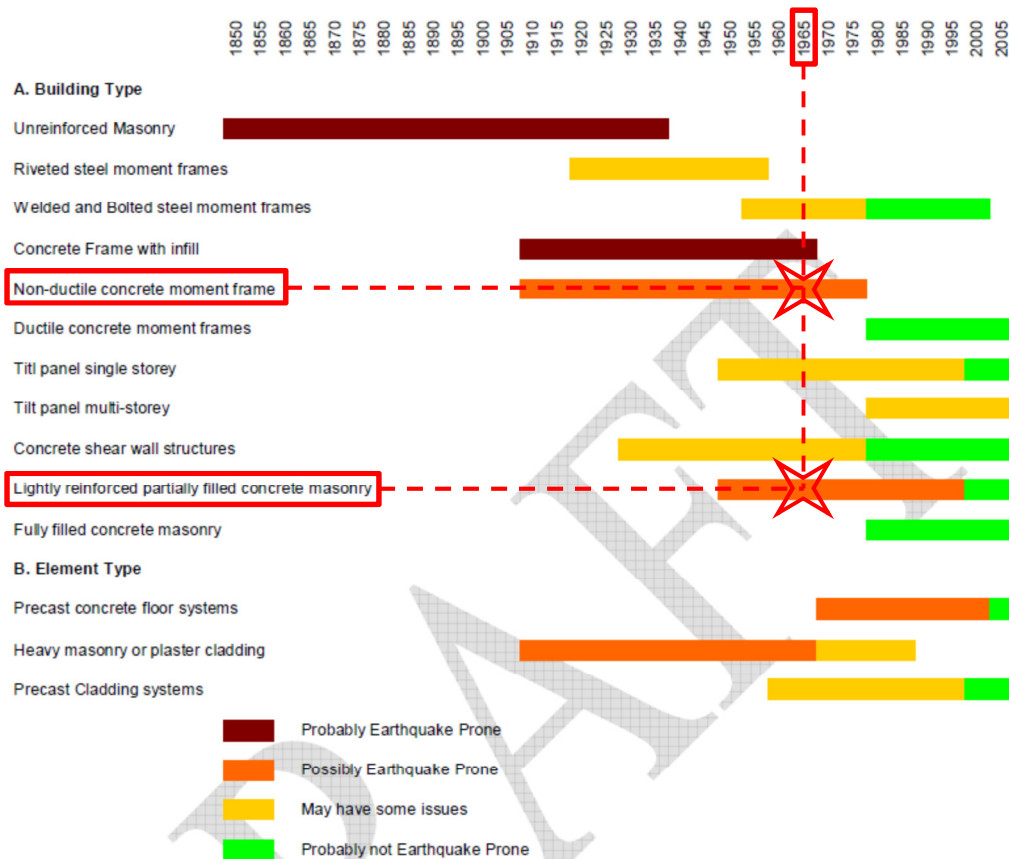 1850 1855 1860 1865 1870 1875 1880 1885 1890 1895 1900 1905 1910 1915 1920 1925 1930 1935 1940 1945 1950 1955 1960 1965 1970 1975 1980 1985 1990 1995 2000 2005
A. Building Type
Unreinforced Masonry
Riveted steel moment frames
Welded and Bolted steel moment frames
Concrete Frame with infill
Non-ductile concrete moment frame
Ductile concrete moment frames
Titl panel single storey
Tilt panel multi-storey
Concrete shear wall structures
Lightly reinforced partially filled concrete masonry
Fully filled concrete masonry
B. Element Type
Precast concrete floor systems
Heavy masonry or plaster cladding
Precast Cladding systems
Probably Earthquake Prone
Possibly Earthquake Prone
May have some issues
Probably not Earthquake Prone
DRAFT